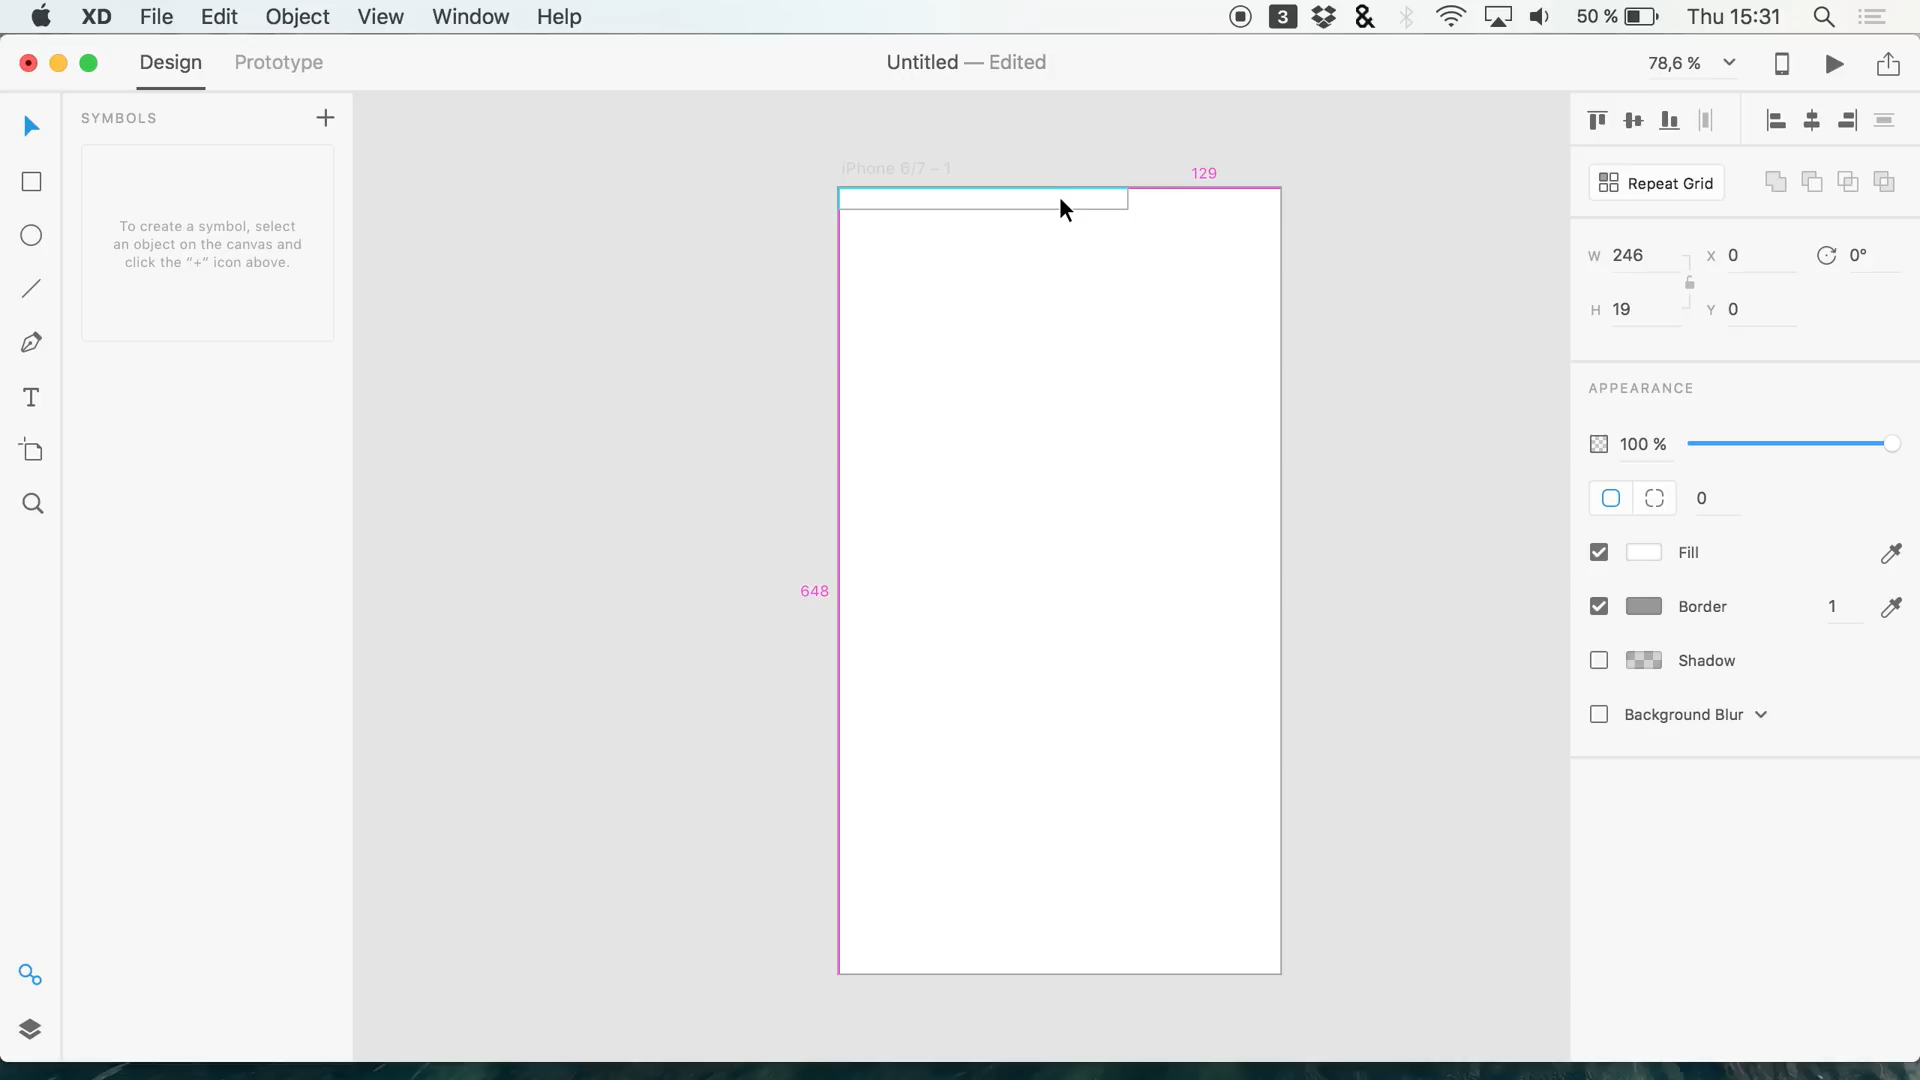 XD File Edit Object View Window Help 3 & 50 % Thu 15:31
Design Prototype Untitled — Edited 78,6 %
SYMBOLS +
To create a symbol, select
an object on the canvas and
click the “+” icon above.
T
iPhone 6/7 – 1
129
648
Repeat Grid
W 246 X 0 0°
H 19 Y 0
APPEARANCE
100 %
0
Fill
Border 1
Shadow
Background Blur